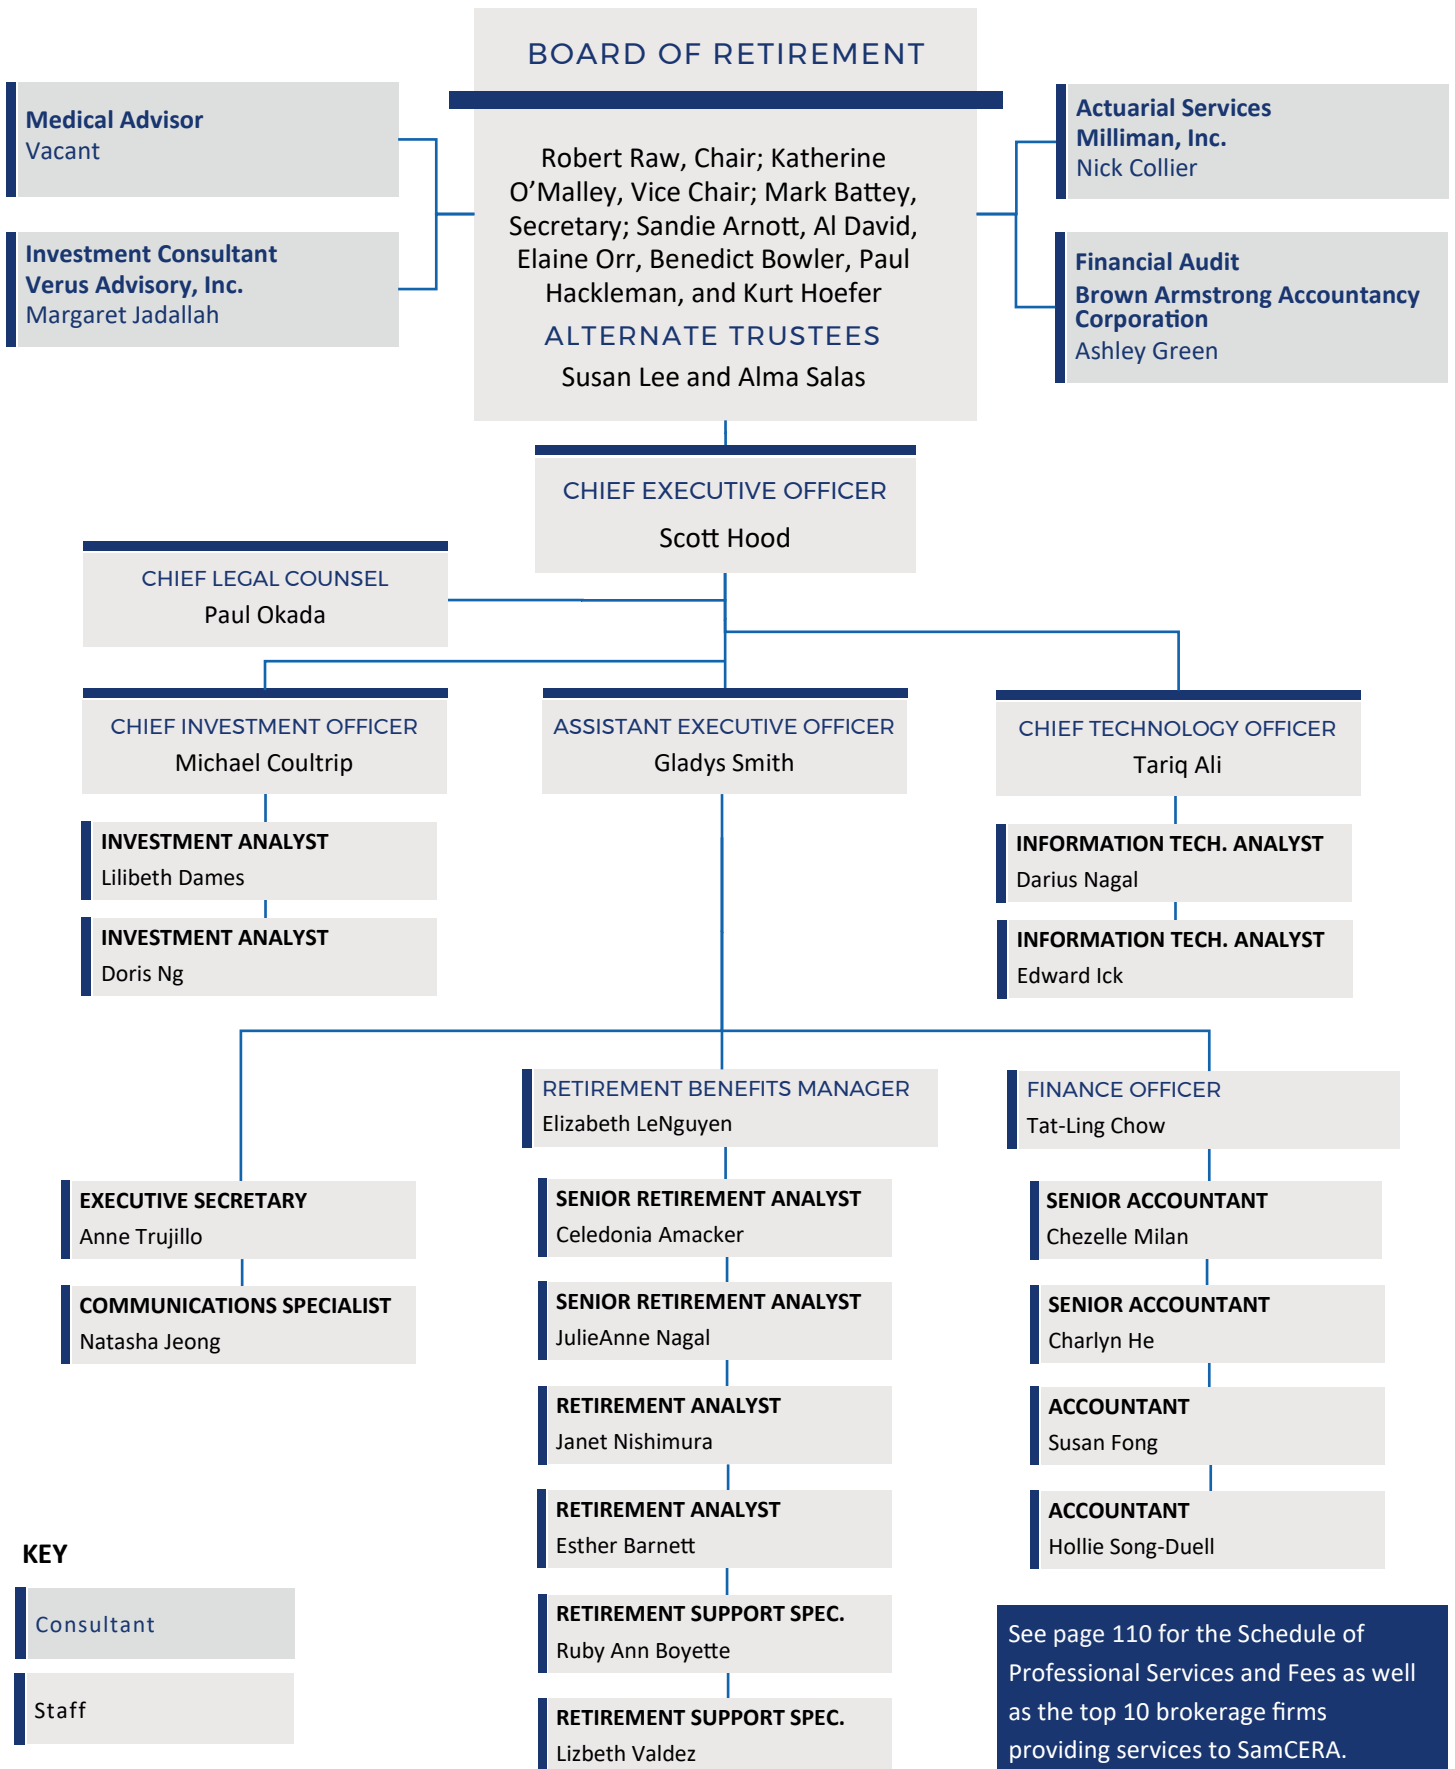 BOARD OF RETIREMENT
Robert Raw, Chair; Katherine
O’Malley, Vice Chair; Mark Battey,
Secretary; Sandie Arnott, Al David,
Elaine Orr, Benedict Bowler, Paul
Hackleman, and Kurt Hoefer
ALTERNATE TRUSTEES
Susan Lee and Alma Salas
Medical Advisor
Vacant
Investment Consultant
Verus Advisory, Inc.
Margaret Jadallah
Actuarial Services
Milliman, Inc.
Nick Collier
Financial Audit
Brown Armstrong Accountancy
Corporation
Ashley Green
CHIEF EXECUTIVE OFFICER
Scott Hood
CHIEF LEGAL COUNSEL
Paul Okada
CHIEF INVESTMENT OFFICER
Michael Coultrip
INVESTMENT ANALYST
Lilibeth Dames
INVESTMENT ANALYST
Doris Ng
ASSISTANT EXECUTIVE OFFICER
Gladys Smith
CHIEF TECHNOLOGY OFFICER
Tariq Ali
INFORMATION TECH. ANALYST
Darius Nagal
INFORMATION TECH. ANALYST
Edward Ick
EXECUTIVE SECRETARY
Anne Trujillo
COMMUNICATIONS SPECIALIST
Natasha Jeong
RETIREMENT BENEFITS MANAGER
Elizabeth LeNguyen
SENIOR RETIREMENT ANALYST
Celedonia Amacker
SENIOR RETIREMENT ANALYST
JulieAnne Nagal
RETIREMENT ANALYST
Janet Nishimura
RETIREMENT ANALYST
Esther Barnett
RETIREMENT SUPPORT SPEC.
Ruby Ann Boyette
RETIREMENT SUPPORT SPEC.
Lizbeth Valdez
FINANCE OFFICER
Tat-Ling Chow
SENIOR ACCOUNTANT
Chezelle Milan
SENIOR ACCOUNTANT
Charlyn He
ACCOUNTANT
Susan Fong
ACCOUNTANT
Hollie Song-Duell
KEY
Consultant
Staff
See page 110 for the Schedule of
Professional Services and Fees as well
as the top 10 brokerage firms
providing services to SamCERA.